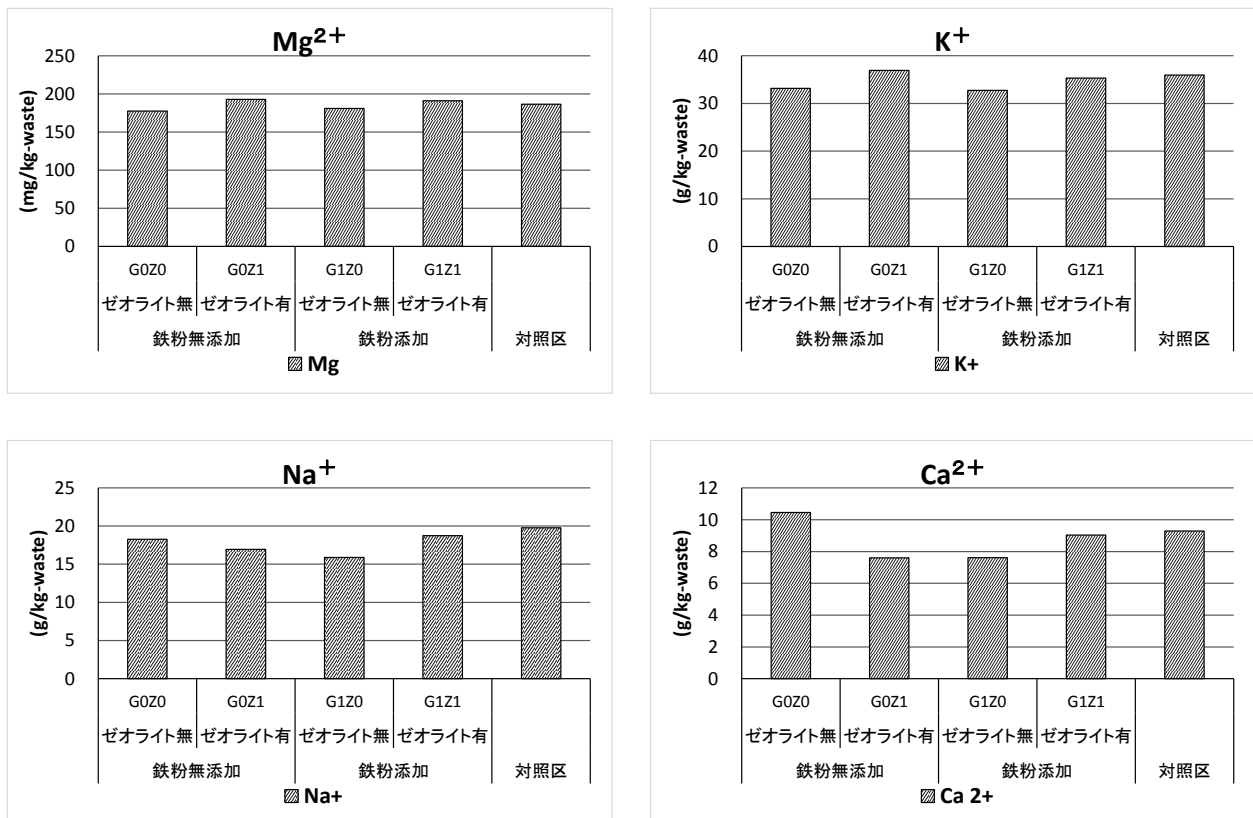 Mg²⁺
(mg/kg-waste)
250
200
150
100
50
0
G0Z0 G0Z1 G1Z0 G1Z1
ゼオライト無 ゼオライト有 ゼオライト無 ゼオライト有
鉄粉無添加 鉄粉添加 対照区
Mg
K⁺
(g/kg-waste)
40
30
20
10
0
G0Z0 G0Z1 G1Z0 G1Z1
ゼオライト無 ゼオライト有 ゼオライト無 ゼオライト有
鉄粉無添加 鉄粉添加 対照区
K+
Na⁺
(g/kg-waste)
25
20
15
10
5
0
G0Z0 G0Z1 G1Z0 G1Z1
ゼオライト無 ゼオライト有 ゼオライト無 ゼオライト有
鉄粉無添加 鉄粉添加 対照区
Na+
Ca²⁺
(g/kg-waste)
12
10
8
6
4
2
0
G0Z0 G0Z1 G1Z0 G1Z1
ゼオライト無 ゼオライト有 ゼオライト無 ゼオライト有
鉄粉無添加 鉄粉添加 対照区
Ca 2+